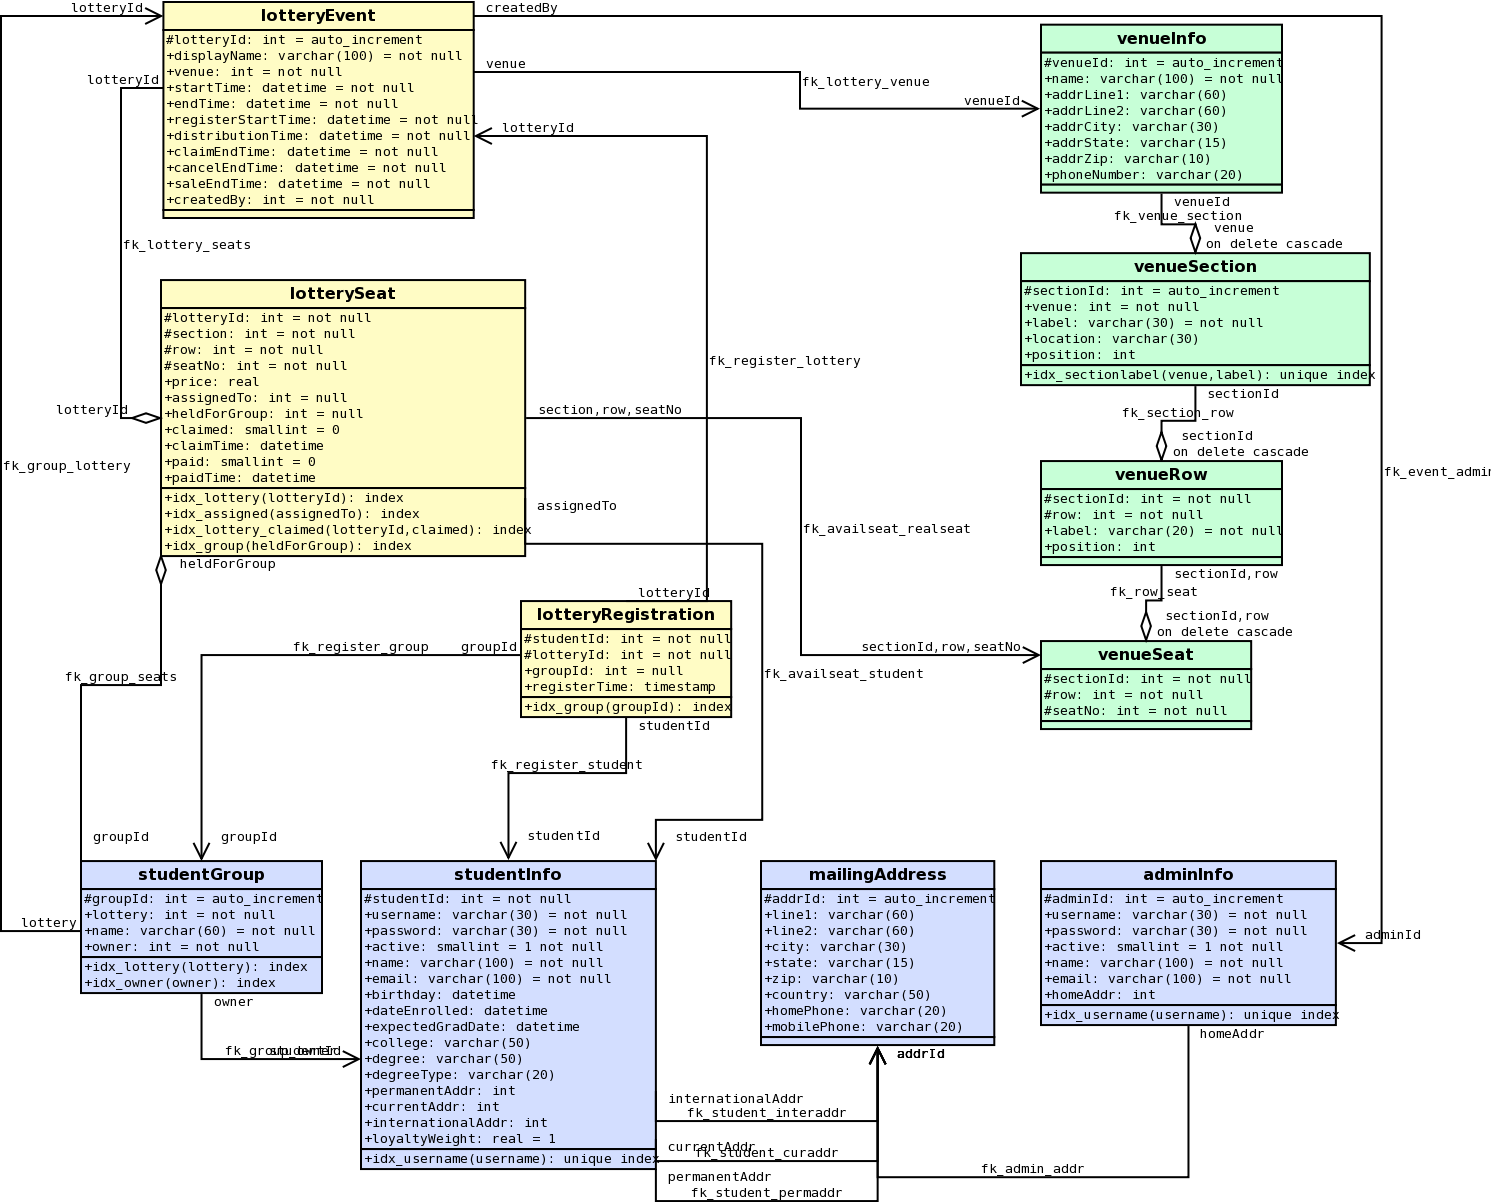 lotteryId
lotteryEvent
#lotteryId: int = auto_increment
+displayName: varchar(100) = not null
+venue: int = not null
+startTime: datetime = not null
+endTime: datetime = not null
+registerStartTime: datetime = not null
+distributionTime: datetime = not null
+claimEndTime: datetime = not null
+cancelEndTime: datetime = not null
+saleEndTime: datetime = not null
+createdBy: int = not null
createdBy
venue
fk_lottery_venue
venueId
lotteryId
lotteryId
fk_lottery_seats
venueInfo
#venueId: int = auto_increment
+name: varchar(100) = not null
+addrLine1: varchar(60)
+addrLine2: varchar(60)
+addrCity: varchar(30)
+addrState: varchar(15)
+addrZip: varchar(10)
+phoneNumber: varchar(20)
venueId
fk_venue_section
venue
on delete cascade
venueSection
#sectionId: int = auto_increment
+venue: int = not null
+label: varchar(30) = not null
+location: varchar(30)
+position: int
+idx_sectionlabel(venue,label): unique index
sectionId
fk_section_row
sectionId
on delete cascade
lotterySeat
#lotteryId: int = not null
#section: int = not null
#row: int = not null
#seatNo: int = not null
+price: real
+assignedTo: int = null
+heldForGroup: int = null
+claimed: smallint = 0
+claimTime: datetime
+paid: smallint = 0
+paidTime: datetime
+idx_lottery(lotteryId): index
+idx_assigned(assignedTo): index
+idx_lottery_claimed(lotteryId,claimed): index
+idx_group(heldForGroup): index
lotteryId
fk_group_lottery
heldForGroup
fk_group_seats
section,row,seatNo
fk_register_lottery
assignedTo
fk_availseat_realseat
fk_event_admin
venueRow
#sectionId: int = not null
#row: int = not null
+label: varchar(20) = not null
+position: int
sectionId,row
fk_row_seat
sectionId,row
on delete cascade
sectionId,row,seatNo
venueSeat
#sectionId: int = not null
#row: int = not null
#seatNo: int = not null
lotteryId
lotteryRegistration
#studentId: int = not null
#lotteryId: int = not null
+groupId: int = null
+registerTime: timestamp
+idx_group(groupId): index
fk_register_group
groupId
studentId
fk_register_student
fk_availseat_student
groupId
groupId
studentId
studentId
studentGroup
#groupId: int = auto_increment
+lottery: int = not null
+name: varchar(60) = not null
+owner: int = not null
+idx_lottery(lottery): index
+idx_owner(owner): index
lottery
owner
fk_group_owner
studentId
studentInfo
#studentId: int = not null
+username: varchar(30) = not null
+password: varchar(30) = not null
+active: smallint = 1 not null
+name: varchar(100) = not null
+email: varchar(100) = not null
+birthday: datetime
+dateEnrolled: datetime
+expectedGradDate: datetime
+college: varchar(50)
+degree: varchar(50)
+degreeType: varchar(20)
+permanentAddr: int
+currentAddr: int
+internationalAddr: int
+loyaltyWeight: real = 1
+idx_username(username): unique index
mailingAddress
#addrId: int = auto_increment
+line1: varchar(60)
+line2: varchar(60)
+city: varchar(30)
+state: varchar(15)
+zip: varchar(10)
+country: varchar(50)
+homePhone: varchar(20)
+mobilePhone: varchar(20)
addrId
adminInfo
#adminId: int = auto_increment
+username: varchar(30) = not null
+password: varchar(30) = not null
+active: smallint = 1 not null
+name: varchar(100) = not null
+email: varchar(100) = not null
+homeAddr: int
+idx_username(username): unique index
adminId
homeAddr
internationalAddr
fk_student_interaddr
currentAddr
fk_student_curaddr
permanentAddr
fk_student_permaddr
fk_admin_addr